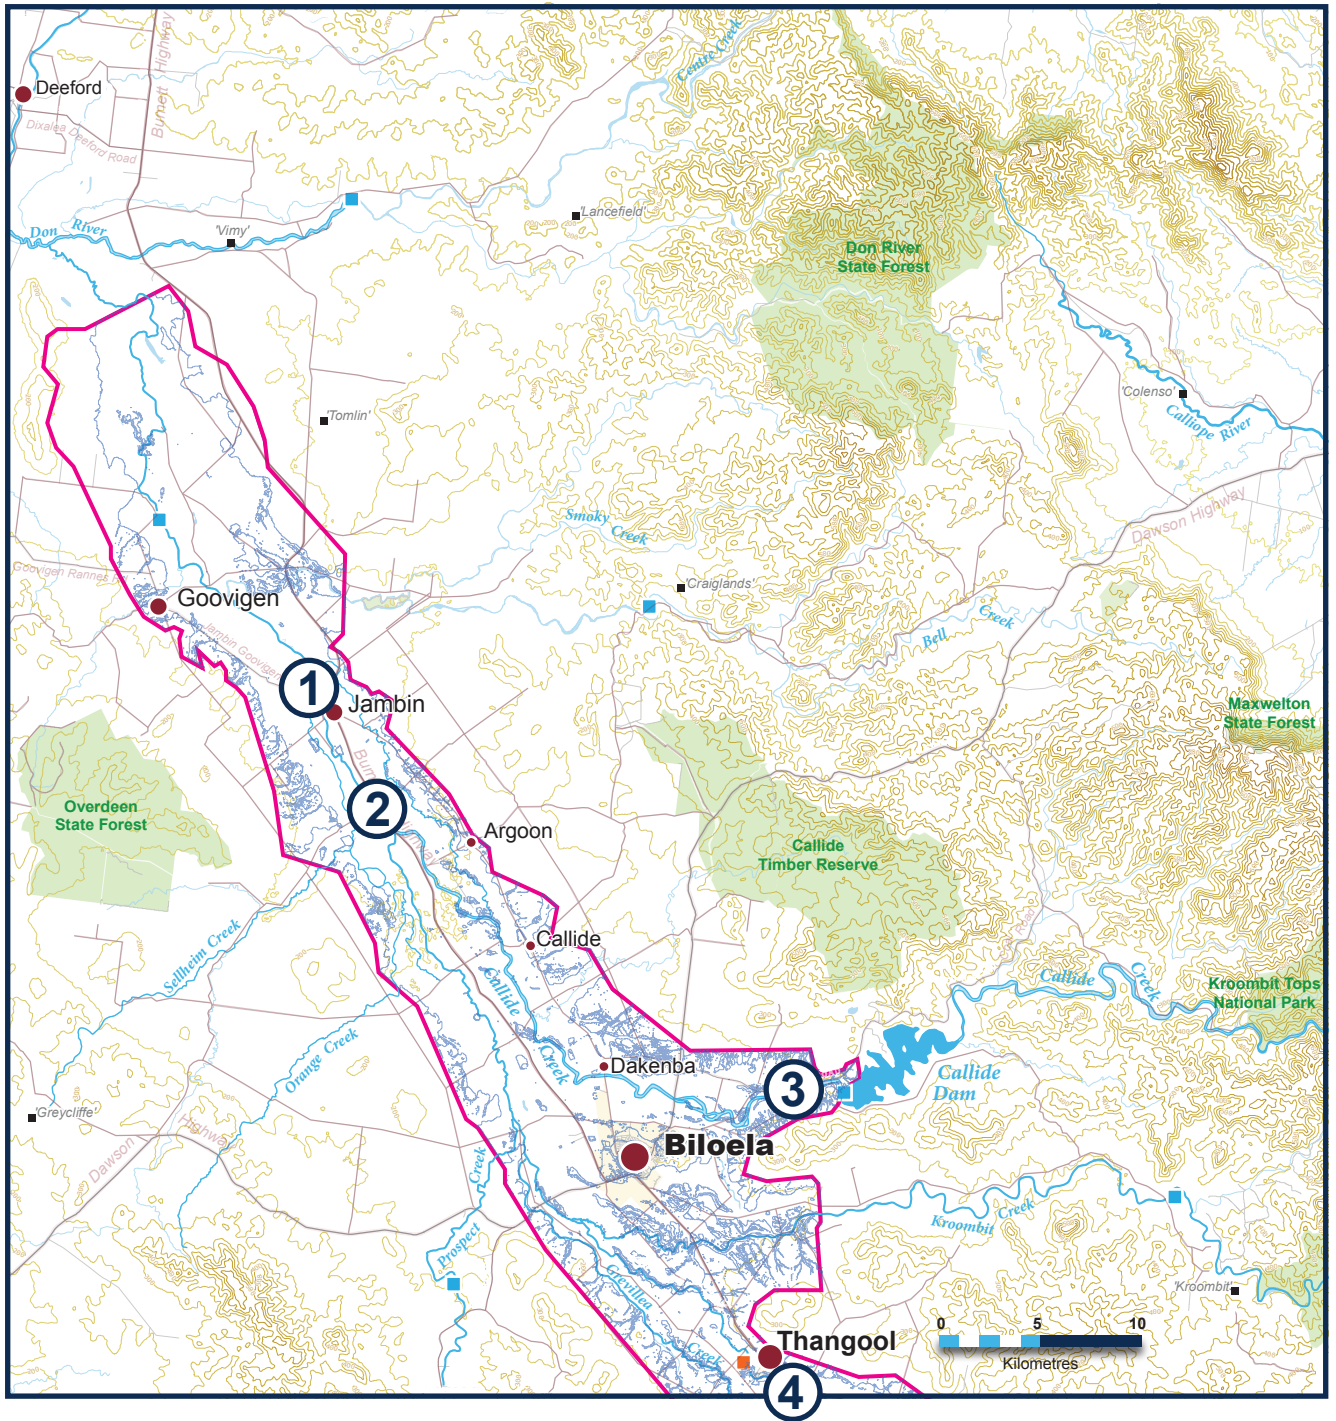 Deeford
Burnett Highway
Dixalea Deeford Road
Centre Creek
Don River
'Vimy'
'Lancefield'
Don River
State Forest
'Colenso'
Calliope River
'Tomlin'
Dawson Highway
Smoky Creek
'Craiglands'
Bell Creek
Goovigen Rannes
Goovigen
Jambin Goovigen
1
Jambin
Maxwelton
State Forest
2
Argoon
Overdeen
State Forest
Callide
Timber Reserve
Callide
Sellheim Creek
Callide Creek
Road
Callide Creek
Kroombit Tops
National Park
Orange Creek
Dakenba
3
Callide
Dam
'Greycliffe'
Dawson Highway
Biloela
Prospect Creek
Kroombit Creek
Grevillea Creek
'Kroombit'
0 5 10
Kilometres
Thangool
4